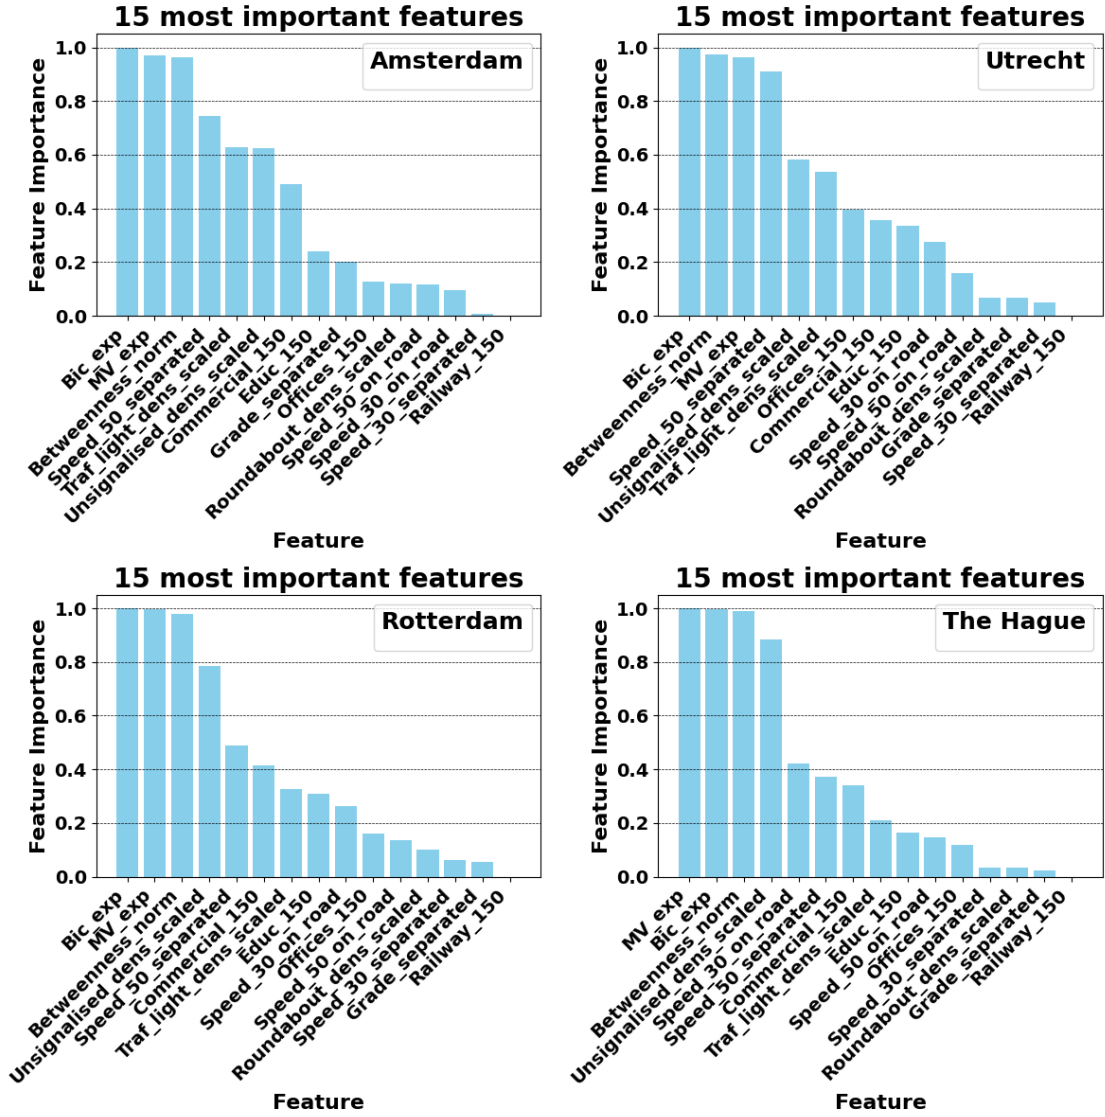 15 most important features
Amsterdam
Feature Importance
1.0
0.8
0.6
0.4
0.2
0.0
Bic_exp
MV_exp
Betweenness_norm
Speed_50_separated
Traf_light_dens_scaled
Unsignalised_dens_scaled
Commercial_150
Educ_150
Grade_separated
Offices_150
Roundabout_dens_scaled
Speed_50_on_road
Speed_30_on_road
Speed_30_separated
Railway_150
Feature
15 most important features
Utrecht
Feature Importance
1.0
0.8
0.6
0.4
0.2
0.0
Bic_exp
Betweenness_norm
MV_exp
Speed_50_separated
Unsignalised_dens_scaled
Traf_light_dens_scaled
Offices_150
Commercial_150
Educ_150
Speed_30_on_road
Speed_50_on_road
Roundabout_dens_scaled
Grade_separated
Speed_30_separated
Railway_150
Feature
15 most important features
Rotterdam
Feature Importance
1.0
0.8
0.6
0.4
0.2
0.0
Bic_exp
MV_exp
Betweenness_norm
Unsignalised_dens_scaled
Speed_50_separated
Commercial_150
Traf_light_dens_scaled
Educ_150
Speed_30_on_road
Offices_150
Speed_50_on_road
Roundabout_dens_scaled
Speed_30_separated
Grade_separated
Railway_150
Feature
15 most important features
The Hague
Feature Importance
1.0
0.8
0.6
0.4
0.2
0.0
MV_exp
Bic_exp
Betweenness_norm
Unsignalised_dens_scaled
Speed_30_on_road
Speed_50_separated
Commercial_150
Traf_light_dens_scaled
Educ_150
Speed_50_on_road
Offices_150
Speed_30_separated
Roundabout_dens_scaled
Grade_separated
Railway_150
Feature